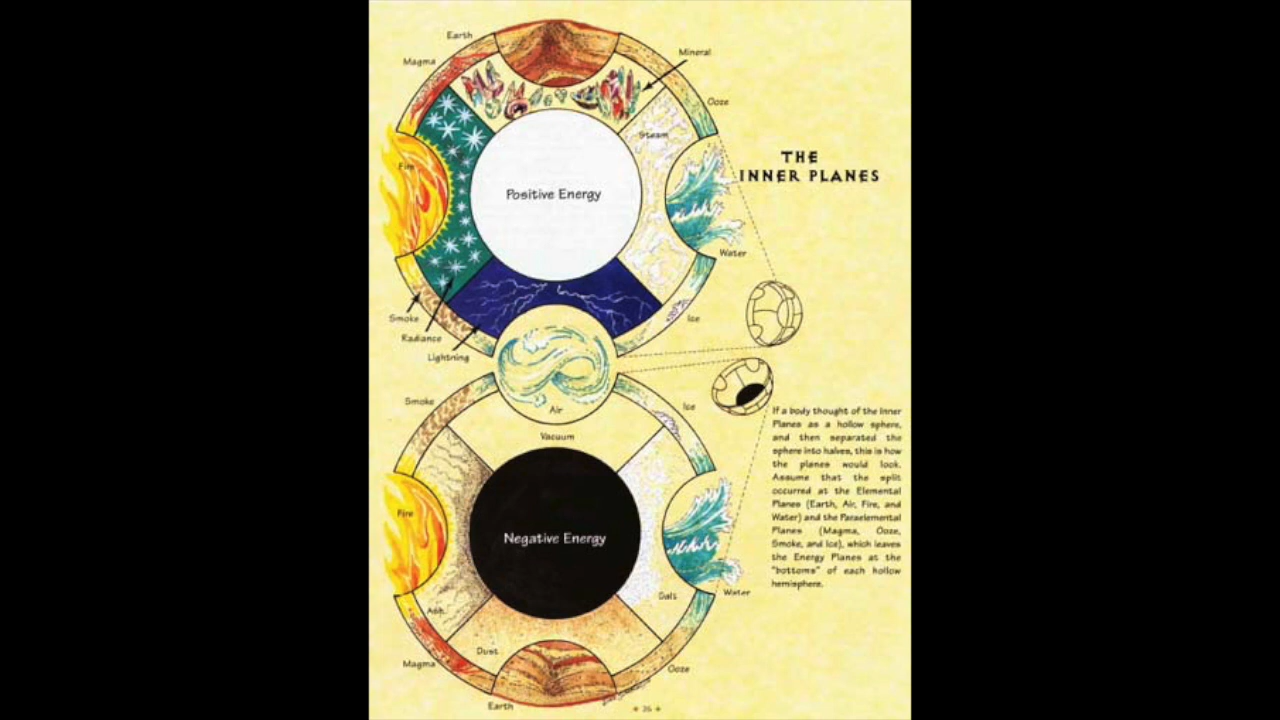 Earth
Mineral
Magma
Ooze
Steam
THE
INNER PLANES
Fire
Positive Energy
Water
Smoke
Ice
Radiance
Lightning
Smoke
Ice
Air
If a body thought of the Inner
Planes as a hollow sphere,
and then separated the
sphere into halves, this is how
the planes would look.
Assume that the split
occurred at the Elemental
Planes (Earth, Air, Fire, and
Water) and the Paraelemental
Planes (Magma, Ooze,
Smoke, and Ice), which leaves
the Energy Planes at the
"bottoms" of each hollow
hemisphere.
Vacuum
Fire
Negative Energy
Water
Salt
Ash
Dust
Magma
Ooze
Earth
26